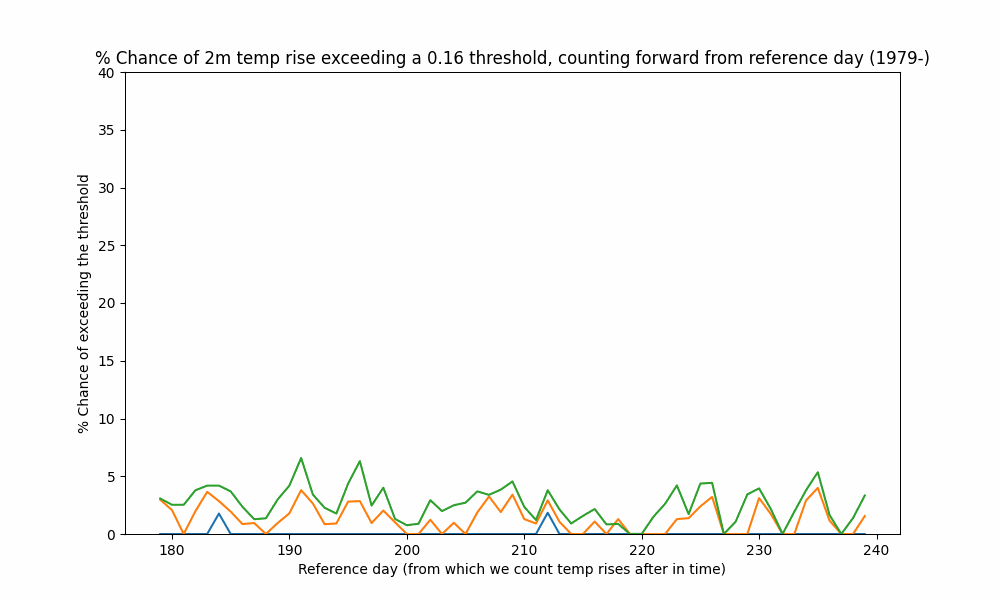 % Chance of 2m temp rise exceeding a 0.16 threshold, counting forward from reference day (1979-)
40
35
30
25
20
15
10
5
0
% Chance of exceeding the threshold
180 190 200 210 220 230 240
Reference day (from which we count temp rises after in time)